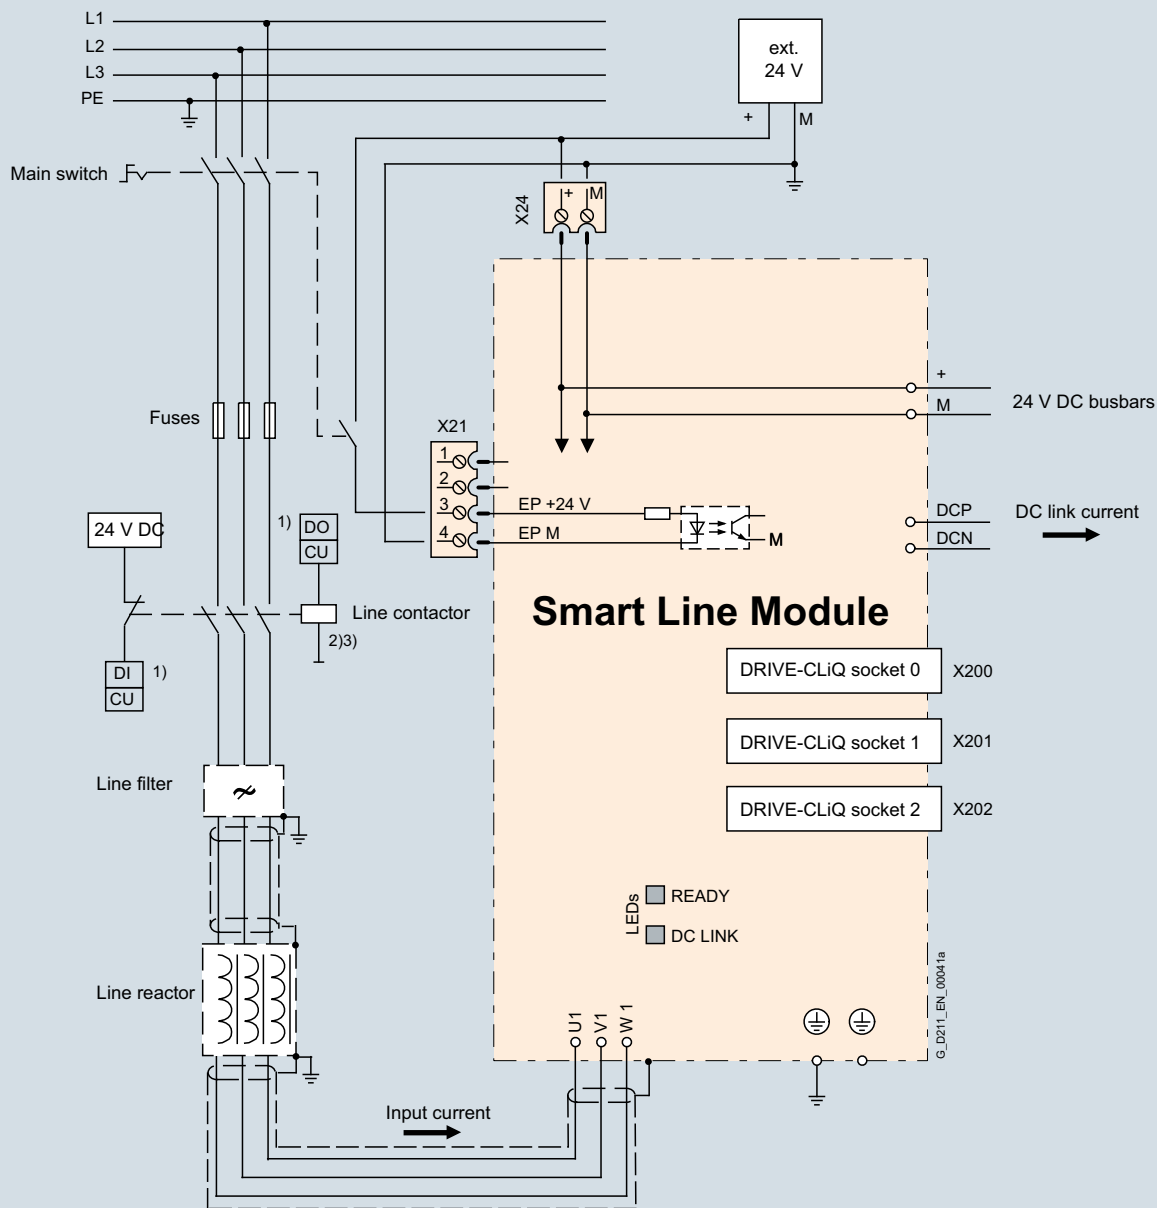 L1
L2
L3
PE
ext.
24 V
+
M
Main switch
X24
+ M
+
M
24 V DC busbars
Fuses
X21
1
2
3
4
EP +24 V
EP M
M
DCP
DCN
DC link current
24 V DC
1)
DO
CU
Line contactor
2)3)
DI
CU
1)
Smart Line Module
DRIVE-CLiQ socket 0
X200
DRIVE-CLiQ socket 1
X201
DRIVE-CLiQ socket 2
X202
Line filter
LEDs
READY
DC LINK
Line reactor
U1
V1
W 1
G_D211_EN_00041a
Input current